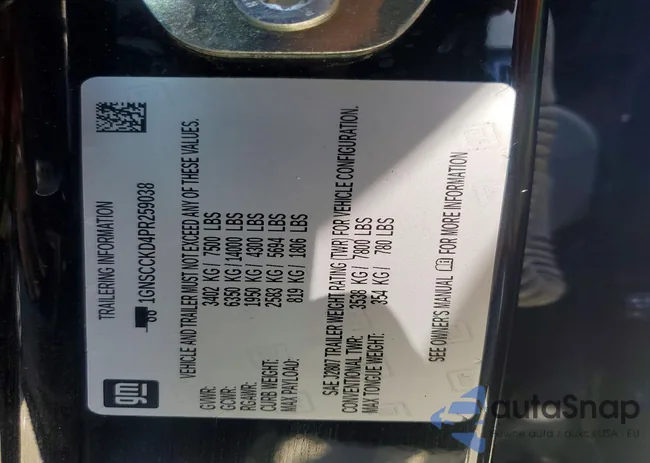 gm
TRAILERING INFORMATION
1GNSCCKD4PR259038
VEHICLE AND TRAILER MUST NOT EXCEED ANY OF THESE VALUES.
GVWR: 3402 KG/ 7500 LBS
GCWR: 6350 KG/14000 LBS
RGAWR: 1950 KG/ 4300 LBS
CURB WEIGHT: 2583 KG/ 5694 LBS
MAX PAYLOAD: 819 KG/ 1806 LBS
SAE J2807 TRAILER WEIGHT RATING (TWR) FOR VEHICLE CONFIGURATION.
CONVENTIONAL TWR: 3538 KG/ 7800 LBS
MAX TONGUE WEIGHT: 354 KG/ 780 LBS
SEE OWNER'S MANUAL FOR MORE INFORMATION
autaSnap